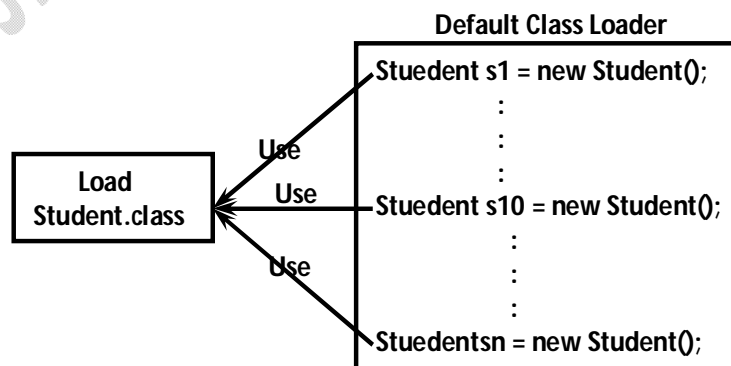 Default Class Loader
Stuedent s1 = new Student();
:
:
:
Use
Load
Student.class
Use
Stuedent s10 = new Student();
:
:
:
Use
Stuedentsn = new Student();